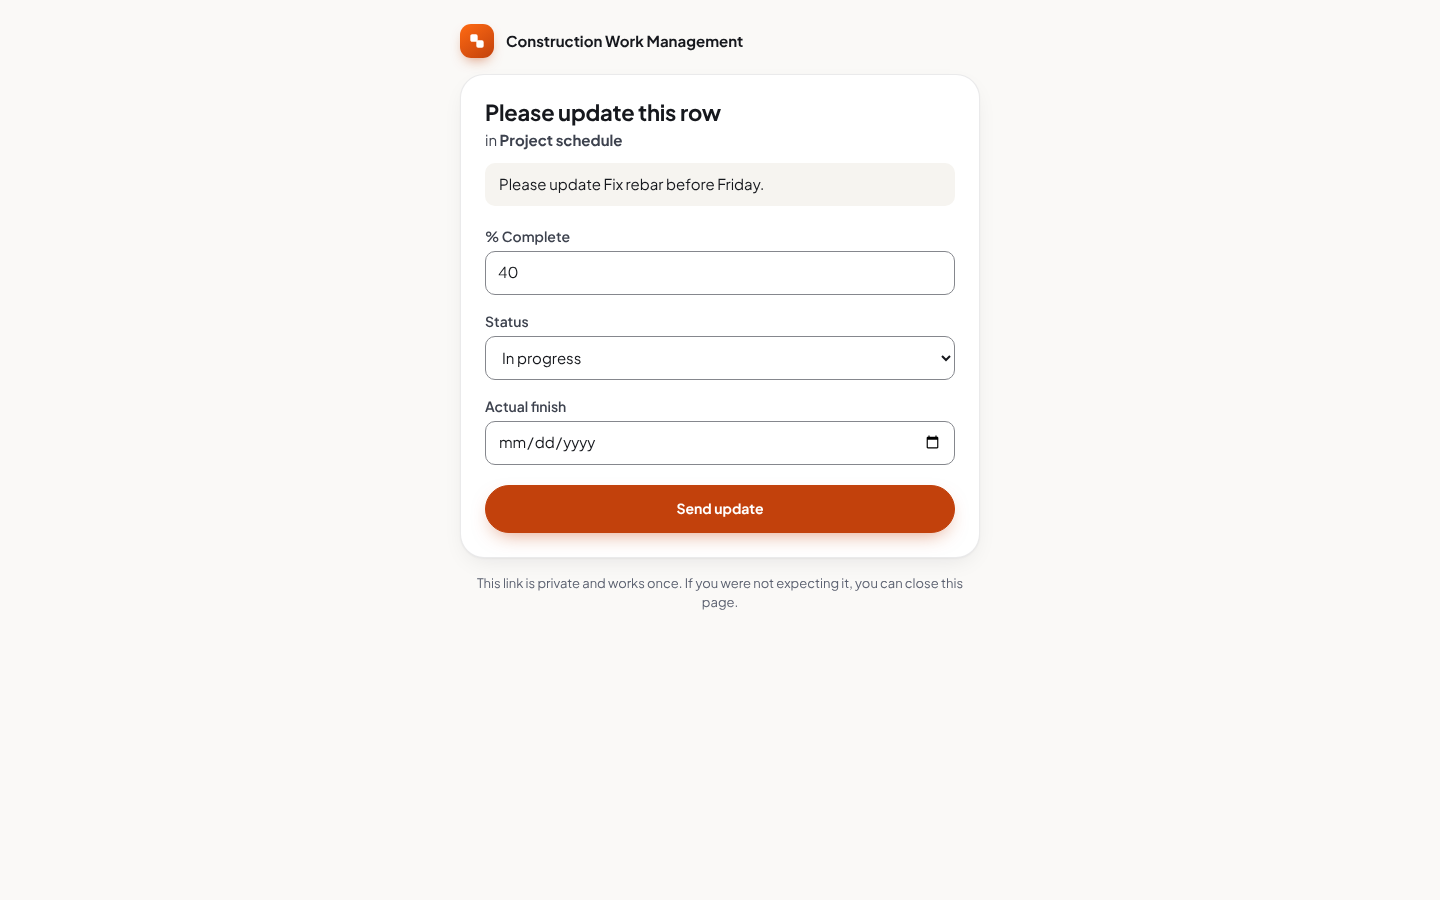 Construction Work Management
Please update this row
in Project schedule
Please update Fix rebar before Friday.
% Complete
40
Status
In progress
Actual finish
mm/dd/yyyy
Send update
This link is private and works once. If you were not expecting it, you can close this
page.